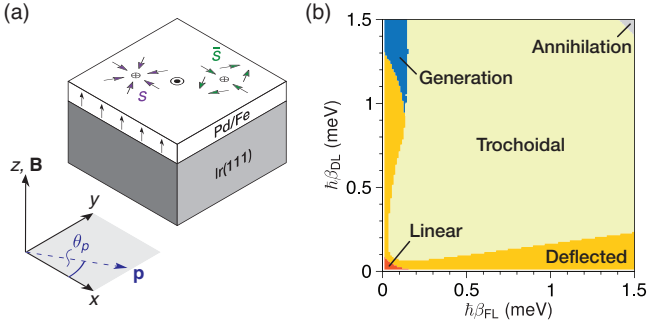 (a)
s
s̄
Pd/Fe
Ir(111)
z, B
y
θp
p
x
(b)
1.5
1
0.5
0
ħβDL (meV)
Annihilation
Generation
Trochoidal
Linear
Deflected
0
0.5
1
1.5
ħβFL (meV)